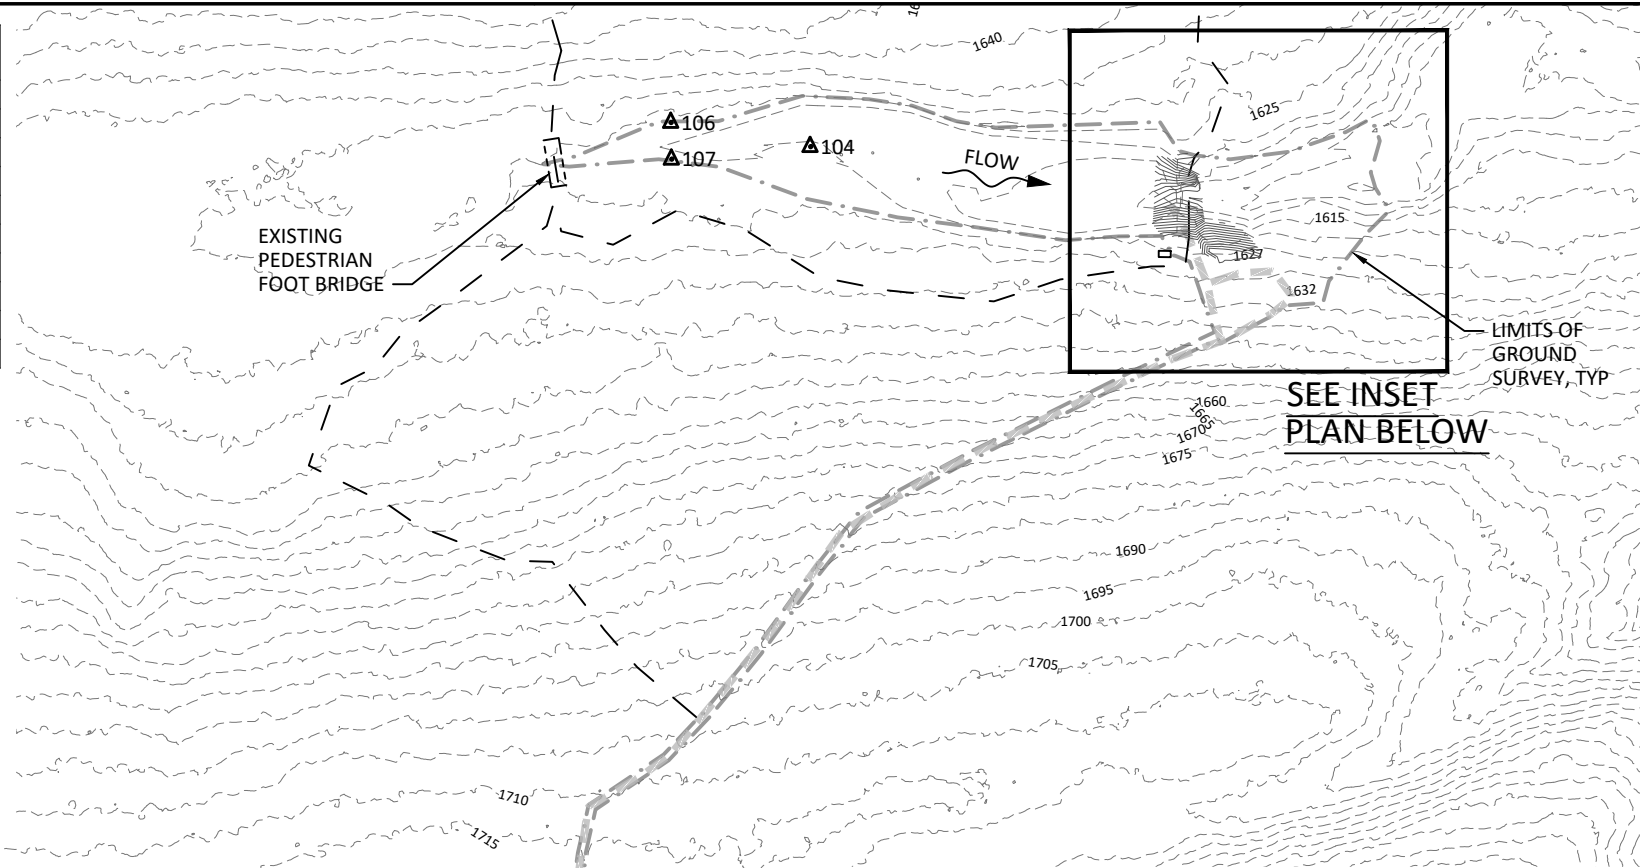 16
1640
1625
106
107
104
FLOW
1615
EXISTING
PEDESTRIAN
FOOT BRIDGE
1627
1632
LIMITS OF
GROUND
SURVEY, TYP
SEE INSET
PLAN BELOW
1660
1665
1670
1675
1690
1695
1700
1705
1710
1715